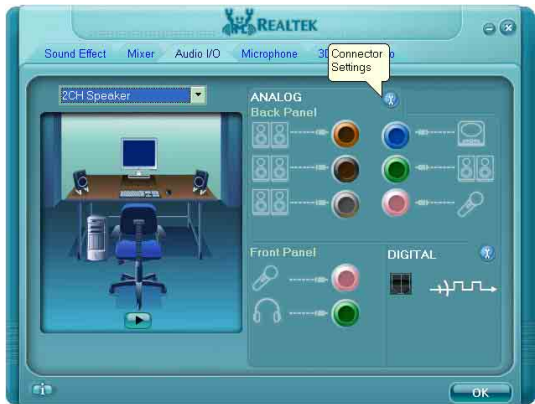 REALTEK
Sound Effect Mixer Audio I/O Microphone 3D o
Connector
Settings
2CH Speaker
ANALOG
Back Panel
Front Panel
DIGITAL
OK